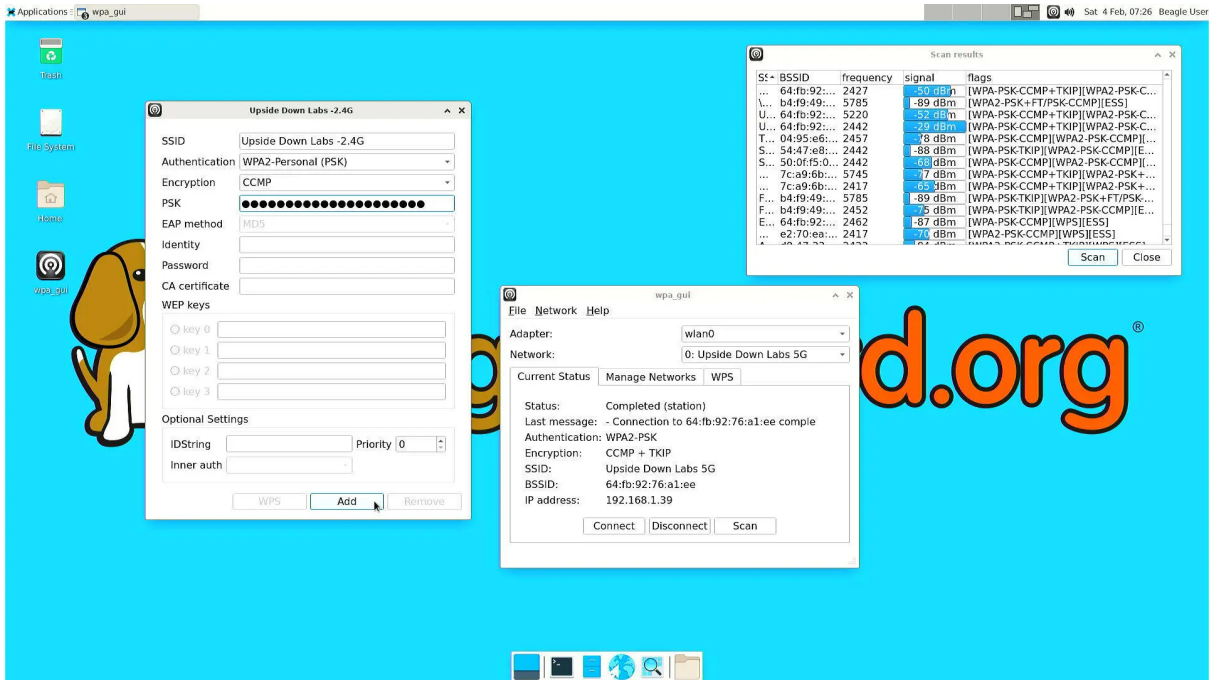 Applications
wpa_gui
Sat 4 Feb, 07:26 Beagle User
Trash
File System
Home
wpa_gui
Upside Down Labs -2.4G
SSID Upside Down Labs -2.4G
Authentication WPA2-Personal (PSK)
Encryption CCMP
PSK ●●●●●●●●●●●●●●●●●●●●●
EAP method MD5
Identity
Password
CA certificate
WEP keys
key 0
key 1
key 2
key 3
Optional Settings
IDString Priority 0
Inner auth
WPS Add Remove
Scan results
BSSID frequency signal flags
... 64:fb:92:... 2427 -50 dBm [WPA-PSK-CCMP+TKIP][WPA2-PSK-C...
\... b4:f9:49:... 5785 -89 dBm [WPA2-PSK+FT/PSK-CCMP][ESS]
U... 64:fb:92:... 5220 -52 dBm [WPA-PSK-CCMP+TKIP][WPA2-PSK-C...
U... 64:fb:92:... 2442 -29 dBm [WPA-PSK-CCMP+TKIP][WPA2-PSK-C...
T... 04:95:e6:... 2457 -78 dBm [WPA-PSK-CCMP+TKIP][WPA2-PSK-C...
S... 54:47:e8:... 2442 -88 dBm [WPA-PSK-TKIP][WPA2-PSK-CCMP][E...
S... 50:0f:f5:0... 2462 -68 dBm [WPA-PSK-CCMP][WPA2-PSK-CCMP](...
... 7c:a9:6b:... 5745 -77 dBm [WPA-PSK-CCMP+TKIP][WPA2-PSK+...
... 7c:a9:6b:... 2417 -65 dBm [WPA-PSK-CCMP+TKIP][WPA2-PSK+...
F... b4:f9:49:... 5785 -89 dBm [WPA-PSK-TKIP][WPA2-PSK+FT/PSK-...
F... b4:f9:49:... 2452 -75 dBm [WPA-PSK-TKIP][WPA2-PSK-CCMP][E...
E... 64:fb:92:... 2462 -87 dBm [WPA-PSK-CCMP][WPS][ESS]
... e2:70:ea:... 2417 -70 dBm [WPA2-PSK-CCMP][WPS][ESS]
Scan Close
wpa_gui
File Network Help
Adapter: wlan0
Network: 0: Upside Down Labs 5G
Current Status Manage Networks WPS
Status: Completed (station)
Last message: - Connection to 64:fb:92:76:a1:ee comple
Authentication: WPA2-PSK
Encryption: CCMP + TKIP
SSID: Upside Down Labs 5G
BSSID: 64:fb:92:76:a1:ee
IP address: 192.168.1.39
Connect Disconnect Scan
d.org®